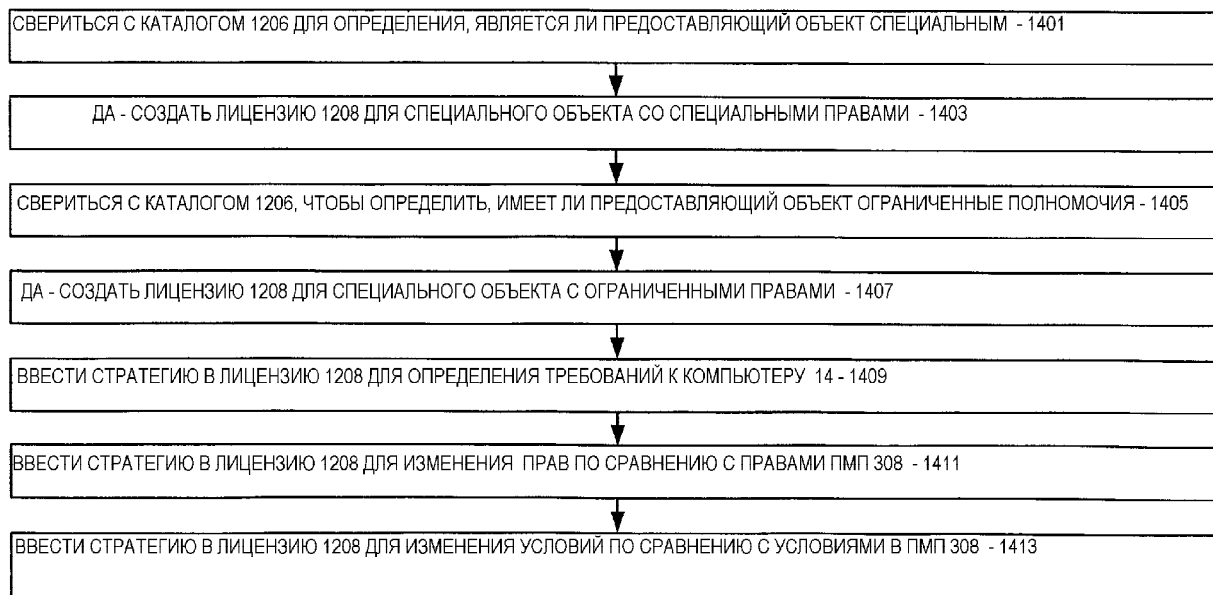 СВЕРИТЬСЯ С КАТАЛОГОМ 1206 ДЛЯ ОПРЕДЕЛЕНИЯ, ЯВЛЯЕТСЯ ЛИ ПРЕДОСТАВЛЯЮЩИЙ ОБЪЕКТ СПЕЦИАЛЬНЫМ - 1401
ДА - СОЗДАТЬ ЛИЦЕНЗИЮ 1208 ДЛЯ СПЕЦИАЛЬНОГО ОБЪЕКТА СО СПЕЦИАЛЬНЫМИ ПРАВАМИ - 1403
СВЕРИТЬСЯ С КАТАЛОГОМ 1206, ЧТОБЫ ОПРЕДЕЛИТЬ, ИМЕЕТ ЛИ ПРЕДОСТАВЛЯЮЩИЙ ОБЪЕКТ ОГРАНИЧЕННЫЕ ПОЛНОМОЧИЯ - 1405
ДА - СОЗДАТЬ ЛИЦЕНЗИЮ 1208 ДЛЯ СПЕЦИАЛЬНОГО ОБЪЕКТА С ОГРАНИЧЕННЫМИ ПРАВАМИ - 1407
ВВЕСТИ СТРАТЕГИЮ В ЛИЦЕНЗИЮ 1208 ДЛЯ ОПРЕДЕЛЕНИЯ ТРЕБОВАНИЙ К КОМПЬЮТЕРУ 14 - 1409
ВВЕСТИ СТРАТЕГИЮ В ЛИЦЕНЗИЮ 1208 ДЛЯ ИЗМЕНЕНИЯ ПРАВ ПО СРАВНЕНИЮ С ПРАВАМИ ПМП 308 - 1411
ВВЕСТИ СТРАТЕГИЮ В ЛИЦЕНЗИЮ 1208 ДЛЯ ИЗМЕНЕНИЯ УСЛОВИЙ ПО СРАВНЕНИЮ С УСЛОВИЯМИ В ПМП 308 - 1413